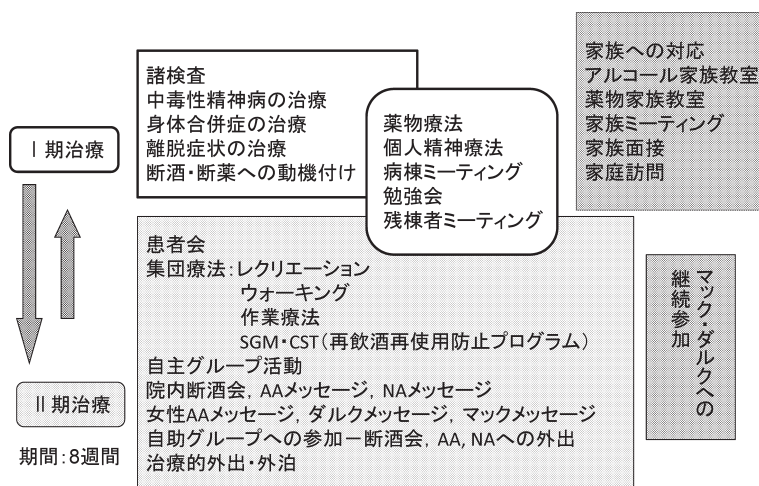 諸検査
中毒性精神病の治療
身体合併症の治療
離脱症状の治療
断酒・断薬への動機付け
薬物療法
個人精神療法
病棟ミーティング
勉強会
残棟者ミーティング
家族への対応
アルコール家族教室
薬物家族教室
家族ミーティング
家族面接
家庭訪問
Ⅰ期治療
患者会
集団療法：レクリエーション
ウォーキング
作業療法
SGM・CST（再飲酒再使用防止プログラム）
自主グループ活動
院内断酒会，AAメッセージ，NAメッセージ
女性AAメッセージ，ダルクメッセージ，マックメッセージ
自助グループへの参加－断酒会，AA, NAへの外出
治療的外出・外泊
マック・ダルクへの
継続参加
Ⅱ期治療
期間：8週間